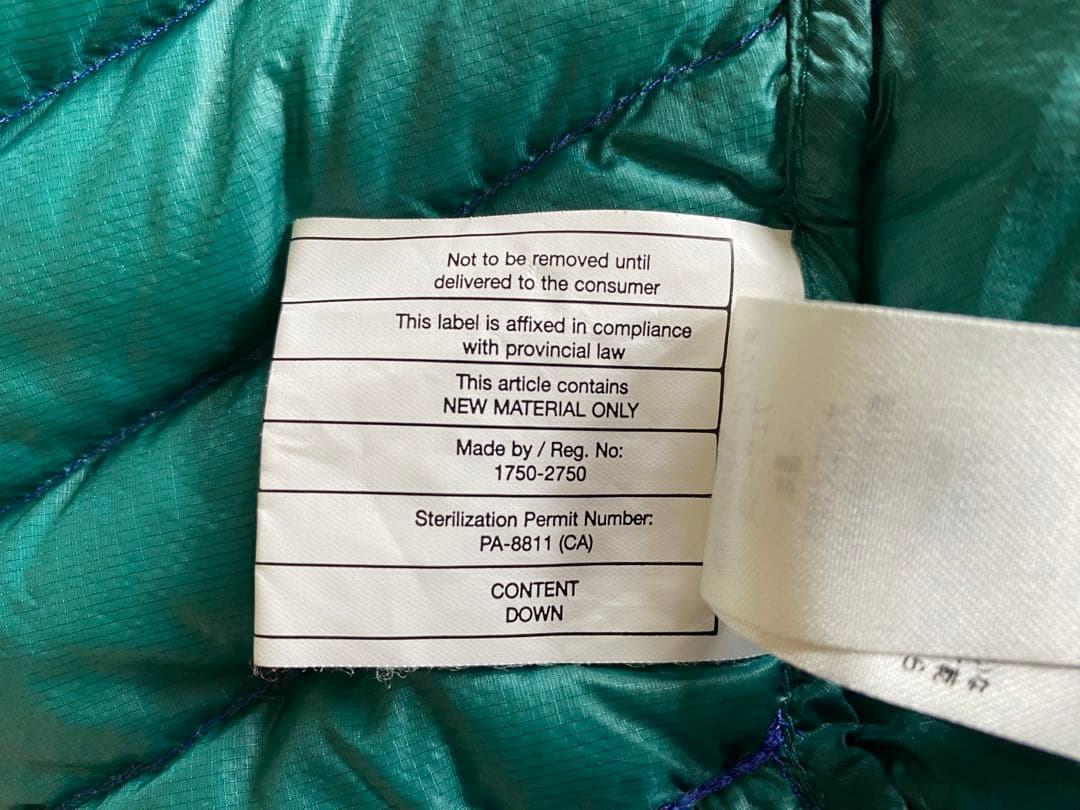 Not to be removed until
delivered to the consumer
This label is affixed in compliance
with provincial law
This article contains
NEW MATERIAL ONLY
Made by / Reg. No:
1750-2750
Sterilization Permit Number:
PA-8811 (CA)
CONTENT
DOWN